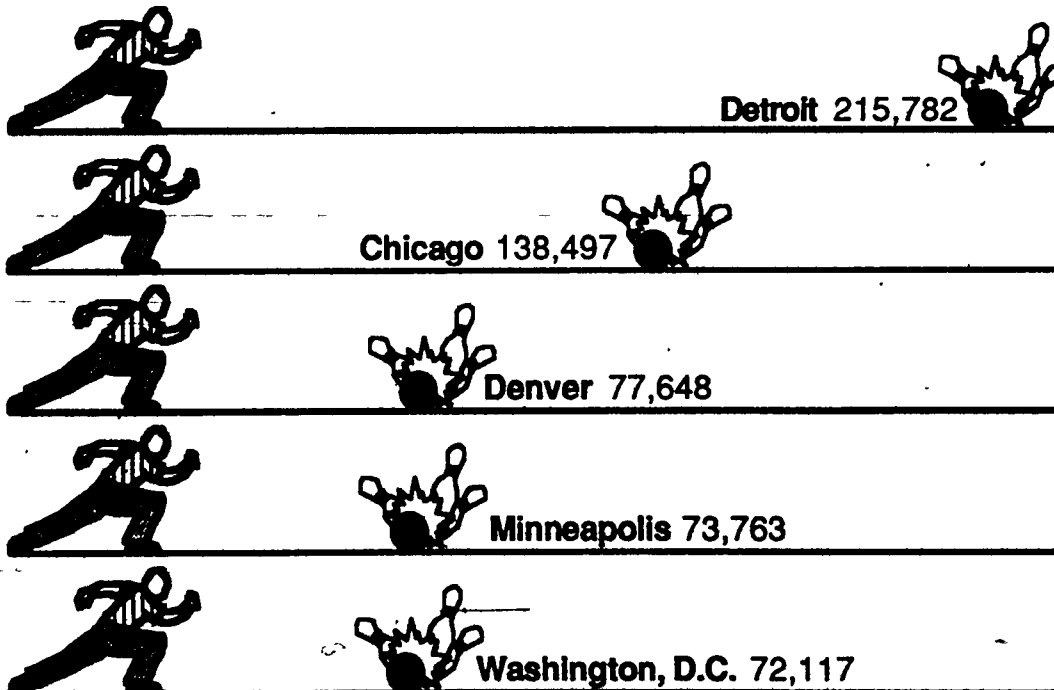 Detroit 215,782
Chicago 138,497
Denver 77,648
Minneapolis 73,763
Washington, D.C. 72,117